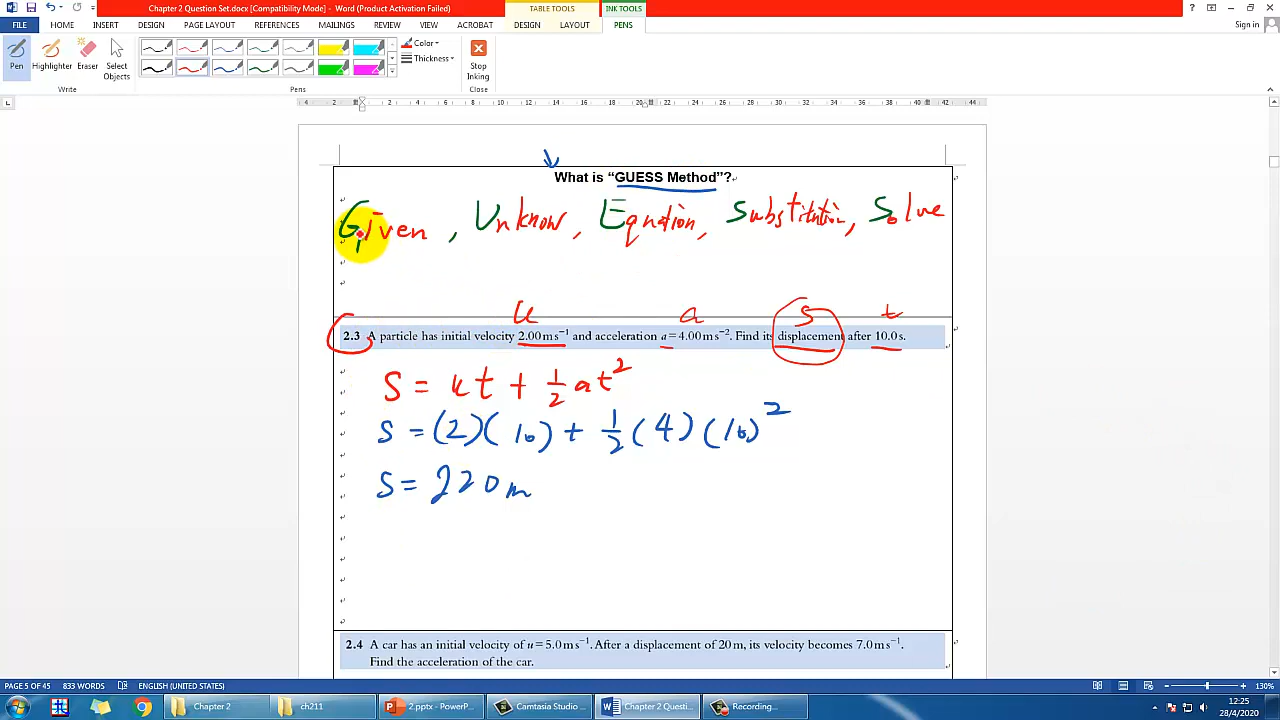 Chapter 2 Question Set.docx [Compatibility Mode] - Word (Product Activation Failed)
TABLE TOOLS
INK TOOLS
FILE HOME INSERT DESIGN PAGE LAYOUT REFERENCES MAILINGS REVIEW VIEW ACROBAT DESIGN LAYOUT PENS
Sign in
Pen Highlighter Eraser Select Objects
Color
Thickness
Stop Inking
Write Pens Close
What is “GUESS Method”?
Given, Unknow, Equation, Substitution, Solve
u a s t
2.3 A particle has initial velocity 2.00 m s⁻¹ and acceleration a = 4.00 m s⁻². Find its displacement after 10.0 s.
S = ut + 1/2 at²
S = (2)(10) + 1/2 (4)(10)²
S = 220m
2.4 A car has an initial velocity of u = 5.0 m s⁻¹. After a displacement of 20 m, its velocity becomes 7.0 m s⁻¹.
Find the acceleration of the car.
PAGE 5 OF 45 833 WORDS ENGLISH (UNITED STATES) 130%
Chapter 2 ch211 2.pptx - PowerP... Camtasia Studio ... Chapter 2 Questi... Recording...
12:25
28/4/2020